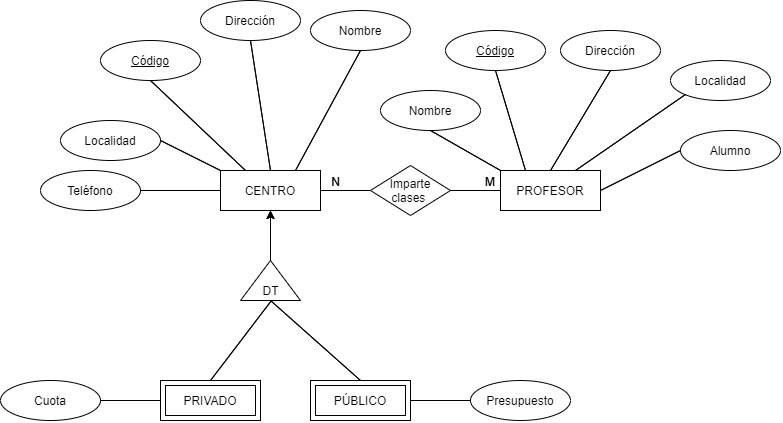 Dirección
Nombre
Código
Código
Dirección
Localidad
Nombre
Localidad
Alumno
Teléfono
CENTRO
N
Imparte
clases
M
PROFESOR
DT
Cuota
PRIVADO
PÚBLICO
Presupuesto